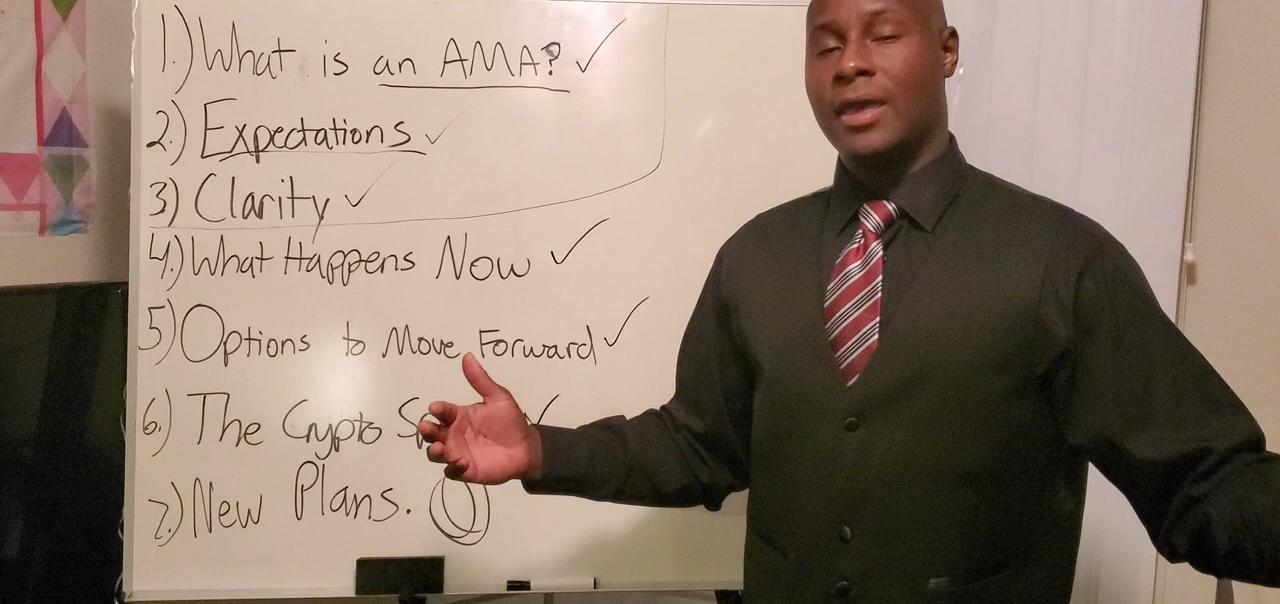 1.) What is an AMA? ✓
2.) Expectations ✓
3) Clarity ✓
4.) What Happens Now ✓
5) Options to Move Forward ✓
6.) The Crypto ✓
7.) New Plans.